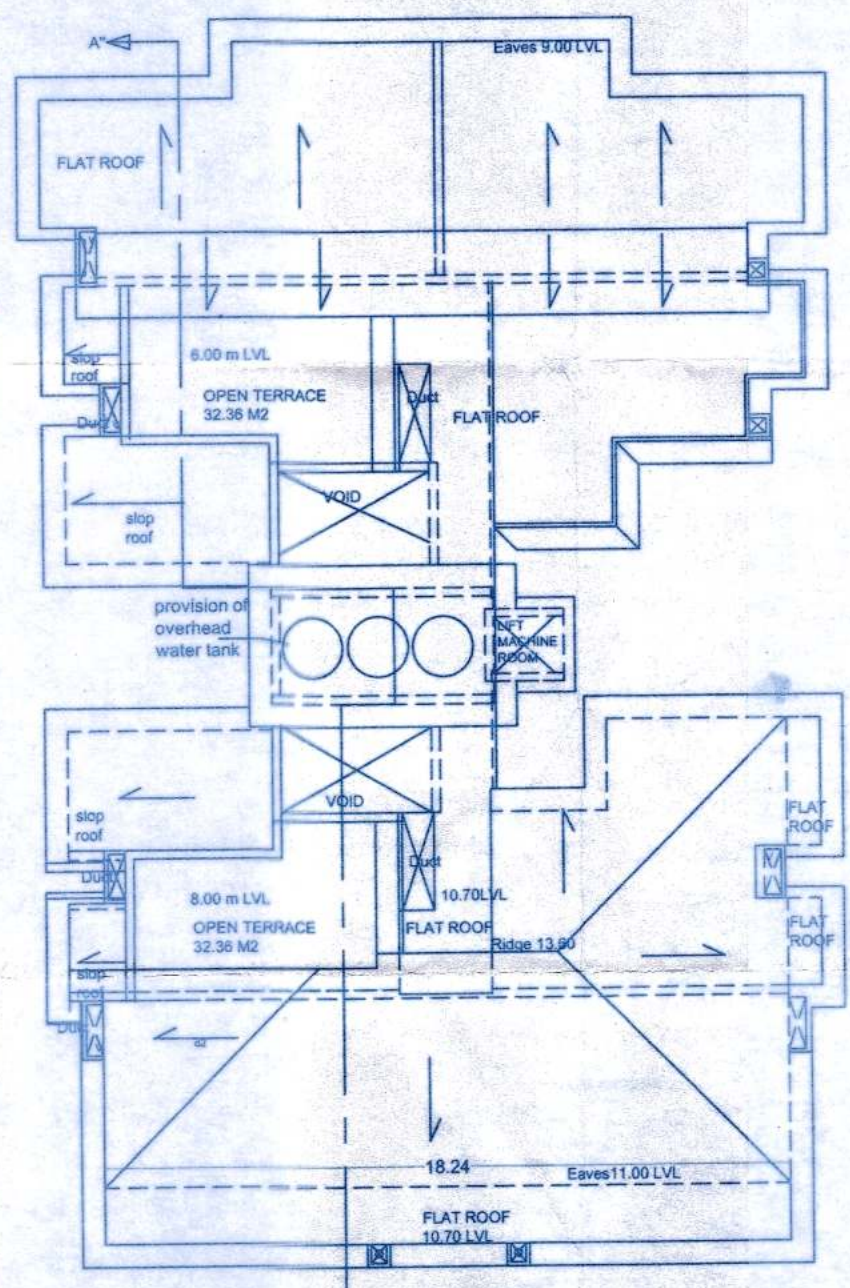 A"
Eaves 9.00 LVL
FLAT ROOF
6.00 m LVL
slop
roof
OPEN TERRACE
32.36 M2
Duct
Duct
FLAT ROOF
VOID
slop
roof
provision of
overhead
water tank
LIFT
MACHINE
ROOM
VOID
slop
roof
FLAT
ROOF
Duct
Duct
8.00 m LVL
10.70LVL
OPEN TERRACE
32.36 M2
FLAT ROOF
FLAT
ROOF
Ridge 13.50
slop
roof
Duct
18.24
Eaves11.00 LVL
FLAT ROOF
10.70 LVL